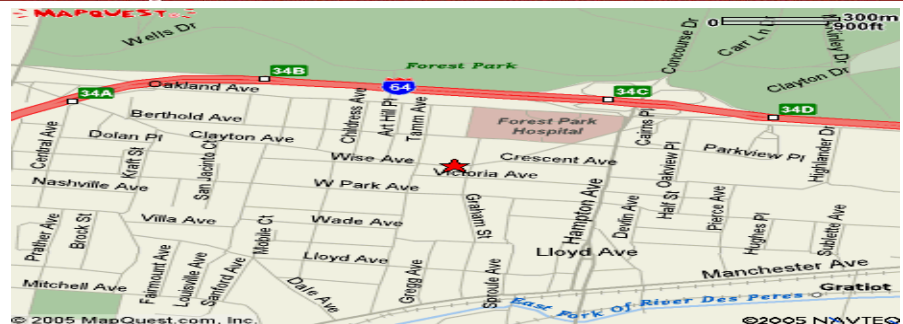 MAPQUEST
0 300m
900ft
Wells Dr
Forest Park
Concourse Dr
Carr Ln Dr
McKinley Dr
Clayton Dr
34A
34B
64
34C
34D
Oakland Ave
Berthold Ave
Childress Ave
Art Hill Pl
Tamm Ave
Forest Park
Hospital
Cairns Pl
Central Ave
Dolan Pl
Clayton Ave
Kraft St
San Jacinto Ct
Wise Ave
Crescent Ave
Victoria Ave
Parkview Pl
Highlander Dr
Oakview Pl
Nashville Ave
W Park Ave
Graham St
Hampton Ave
Half St
Devlin Ave
Pierce Ave
Hughes Pl
Sublette Ave
Prather Ave
Brock St
Villa Ave
Mobile Ct
Wade Ave
Lloyd Ave
Lloyd Ave
Manchester Ave
Mitchell Ave
Fairmount Ave
Louisville Ave
Sanford Ave
Dale Ave
Gregg Ave
Sproule Ave
East Fork Of River Des Peres
Gratiot
© 2005 MapQuest.com, Inc.
©2005 NAVTEQ